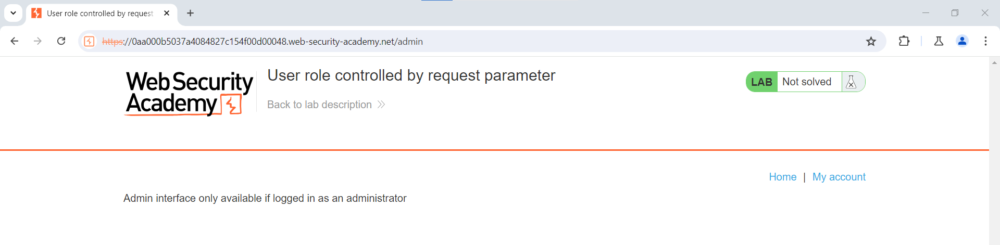 User role controlled by request
https://0aa000b5037a4084827c154f00d00048.web-security-academy.net/admin
Web Security
Academy
User role controlled by request parameter
Back to lab description
LAB Not solved
Home | My account
Admin interface only available if logged in as an administrator